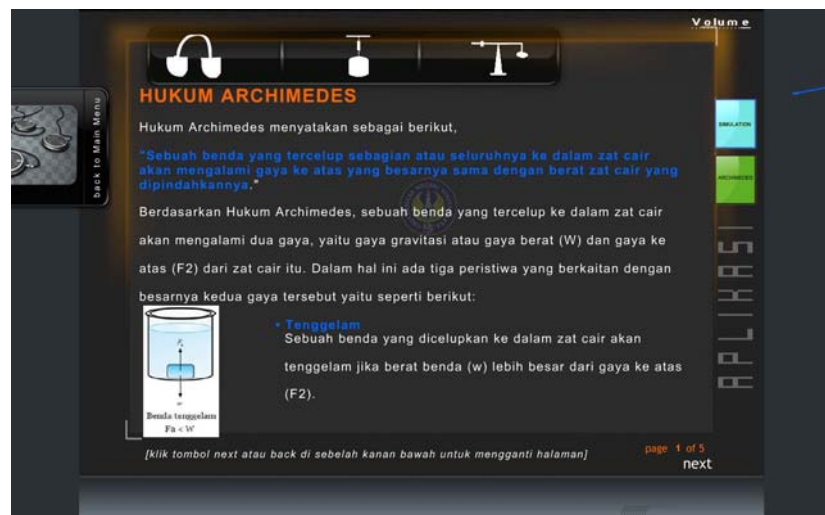 Volume
back to Main Menu
HUKUM ARCHIMEDES
Hukum Archimedes menyatakan sebagai berikut,
"Sebuah benda yang tercelup sebagian atau seluruhnya ke dalam zat cair
akan mengalami gaya ke atas yang besarnya sama dengan berat zat cair yang
dipindahkannya."
Berdasarkan Hukum Archimedes, sebuah benda yang tercelup ke dalam zat cair
akan mengalami dua gaya, yaitu gaya gravitasi atau gaya berat (W) dan gaya ke
atas (F2) dari zat cair itu. Dalam hal ini ada tiga peristiwa yang berkaitan dengan
besarnya kedua gaya tersebut yaitu seperti berikut:
• Tenggelam
Sebuah benda yang dicelupkan ke dalam zat cair akan
tenggelam jika berat benda (w) lebih besar dari gaya ke atas
(F2).
Benda tenggelam
Fa < W
SIMULATION
ARCHIMEDES
APLIKASI
[klik tombol next atau back di sebelah kanan bawah untuk mengganti halaman]
page 1 of 5
next